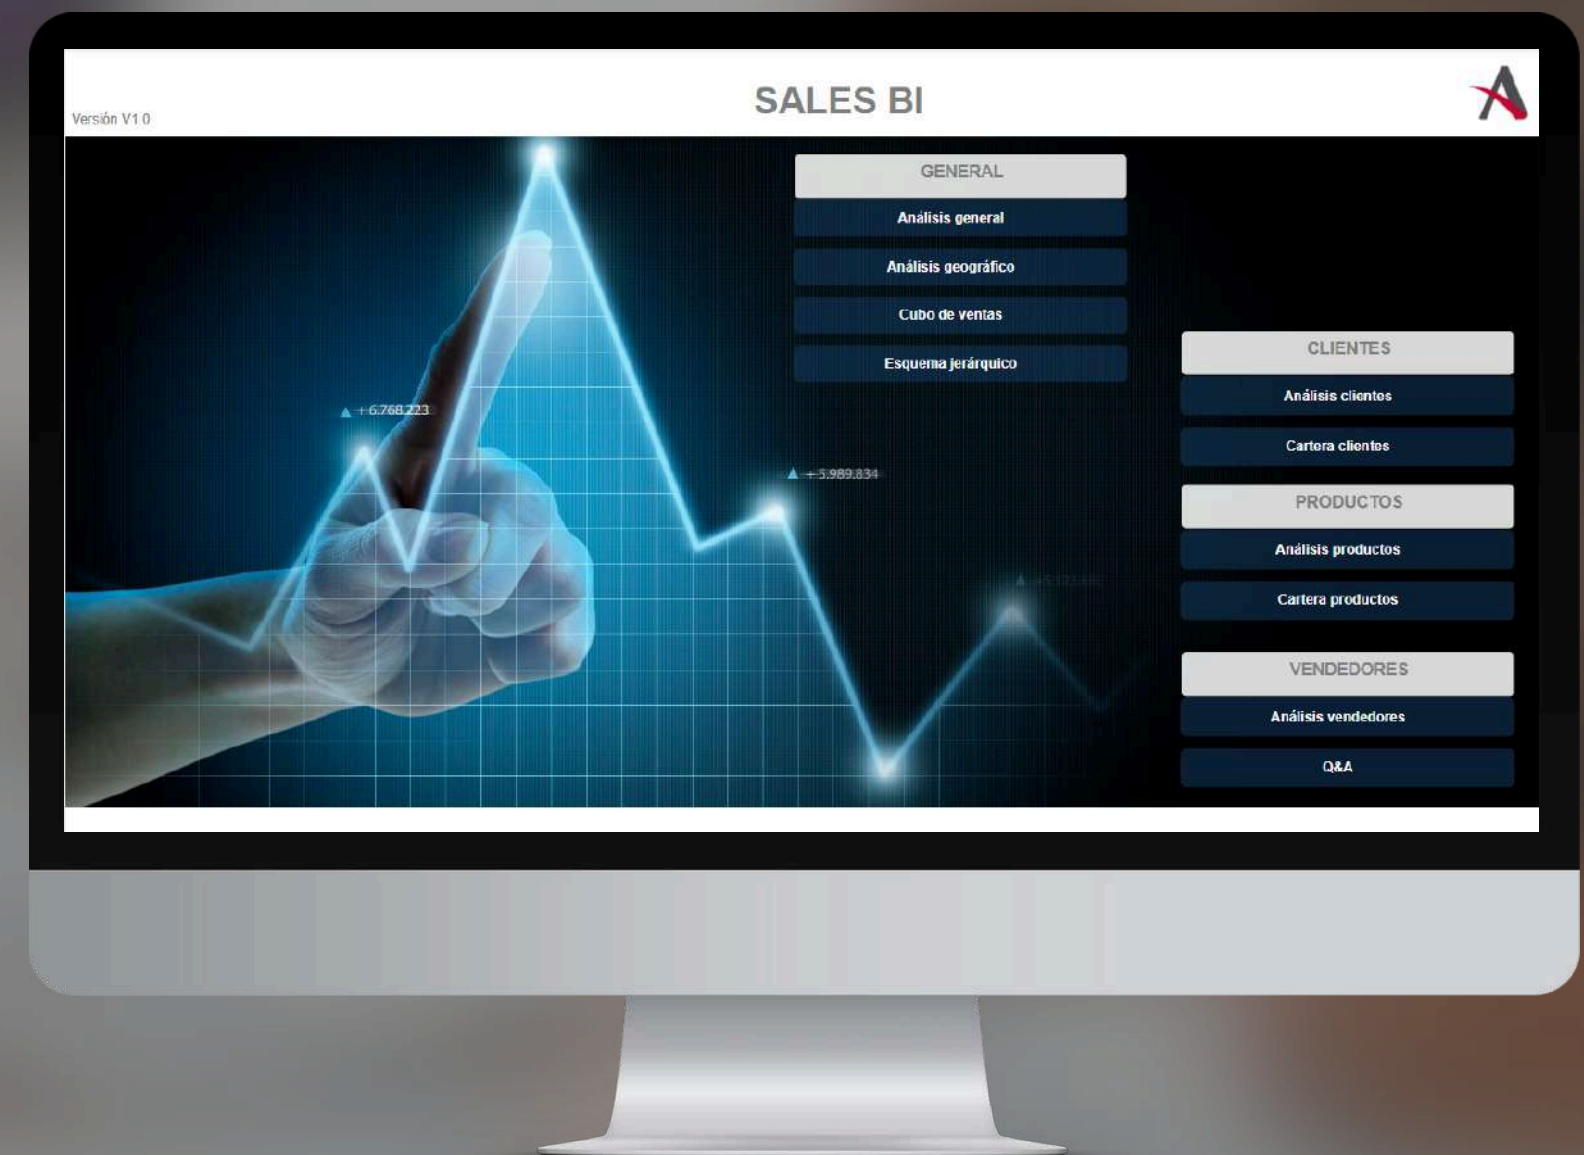 SALES BI
Versión V1.0
GENERAL
Análisis general
Análisis geográfico
Cubo de ventas
Esquema jerárquico
CLIENTES
Análisis clientes
Cartera clientes
PRODUCTOS
Análisis productos
Cartera productos
VENDEDORES
Análisis vendedores
Q&A
+ 6.768.223
+ 5.989.834